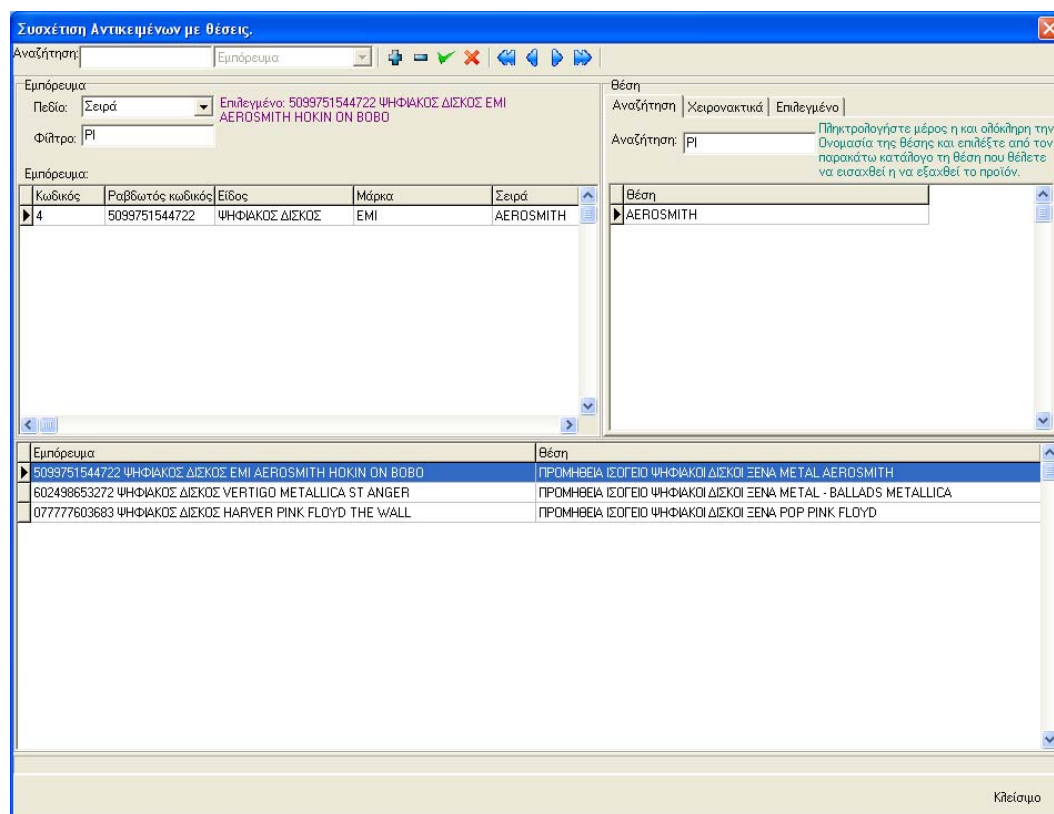 Συσχέτιση Αντικειμένων με θέσεις.
Αναζήτηση: Εμπόρευμα
Εμπόρευμα
Πεδίο: Σειρά
Επιλεγμένο: 5099751544722 ΨΗΦΙΑΚΟΣ ΔΙΣΚΟΣ EMI
AEROSMITH HOKIN ON BOBO
Φίλτρο: PI
Εμπόρευμα:
Κωδικός Ραβδωτός κωδικός Είδος Μάρκα Σειρά
4 5099751544722 ΨΗΦΙΑΚΟΣ ΔΙΣΚΟΣ EMI AEROSMITH
Θέση
Αναζήτηση Χειρονακτικά Επιλεγμένο
Αναζήτηση: PI
Πληκτρολογήστε μέρος η και ολόκληρη την
Ονομασία της θέσης και επιλέξτε από τον
παρακάτω κατάλογο τη θέση που θέλετε
να εισαχθεί η να εξαχθεί το προϊόν.
Θέση
AEROSMITH
Εμπόρευμα Θέση
5099751544722 ΨΗΦΙΑΚΟΣ ΔΙΣΚΟΣ EMI AEROSMITH HOKIN ON BOBO ΠΡΟΜΗΘΕΙΑ ΙΣΟΓΕΙΟ ΨΗΦΙΑΚΟΙ ΔΙΣΚΟΙ ΞΕΝΑ METAL AEROSMITH
602498653272 ΨΗΦΙΑΚΟΣ ΔΙΣΚΟΣ VERTIGO METALLICA ST ANGER ΠΡΟΜΗΘΕΙΑ ΙΣΟΓΕΙΟ ΨΗΦΙΑΚΟΙ ΔΙΣΚΟΙ ΞΕΝΑ METAL - BALLADS METALLICA
077777603683 ΨΗΦΙΑΚΟΣ ΔΙΣΚΟΣ HARVER PINK FLOYD THE WALL ΠΡΟΜΗΘΕΙΑ ΙΣΟΓΕΙΟ ΨΗΦΙΑΚΟΙ ΔΙΣΚΟΙ ΞΕΝΑ POP PINK FLOYD
Κλείσιμο